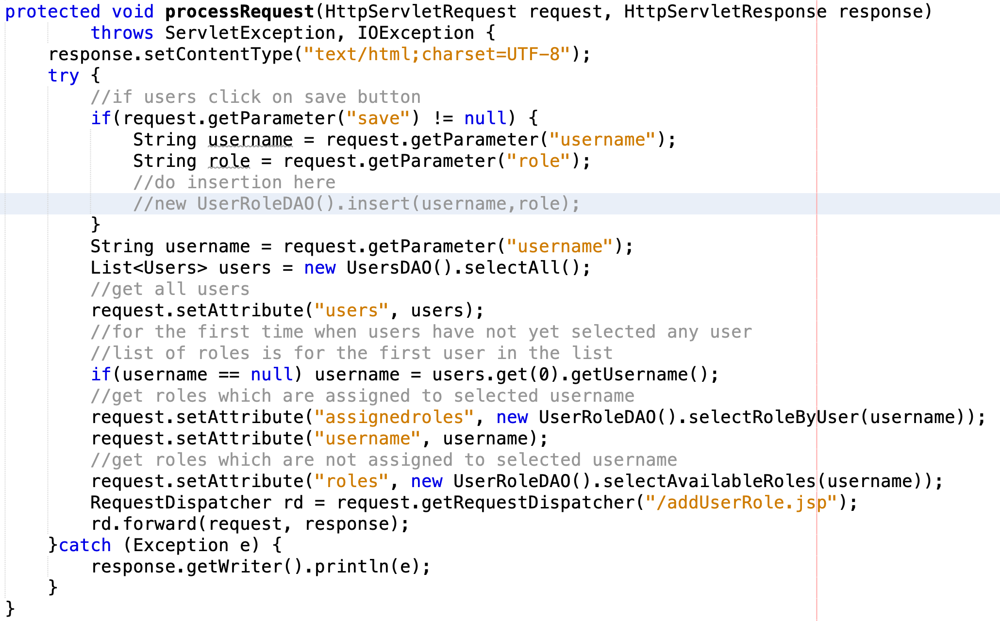 protected void processRequest(HttpServletRequest request, HttpServletResponse response)
        throws ServletException, IOException {
    response.setContentType("text/html;charset=UTF-8");
    try {
        //if users click on save button
        if(request.getParameter("save") != null) {
            String username = request.getParameter("username");
            String role = request.getParameter("role");
            //do insertion here
            //new UserRoleDAO().insert(username,role);
        }
        String username = request.getParameter("username");
        List<Users> users = new UsersDAO().selectAll();
        //get all users
        request.setAttribute("users", users);
        //for the first time when users have not yet selected any user
        //list of roles is for the first user in the list
        if(username == null) username = users.get(0).getUsername();
        //get roles which are assigned to selected username
        request.setAttribute("assignedroles", new UserRoleDAO().selectRoleByUser(username));
        request.setAttribute("username", username);
        //get roles which are not assigned to selected username
        request.setAttribute("roles", new UserRoleDAO().selectAvailableRoles(username));
        RequestDispatcher rd = request.getRequestDispatcher("/addUserRole.jsp");
        rd.forward(request, response);
    }catch (Exception e) {
        response.getWriter().println(e);
    }
}